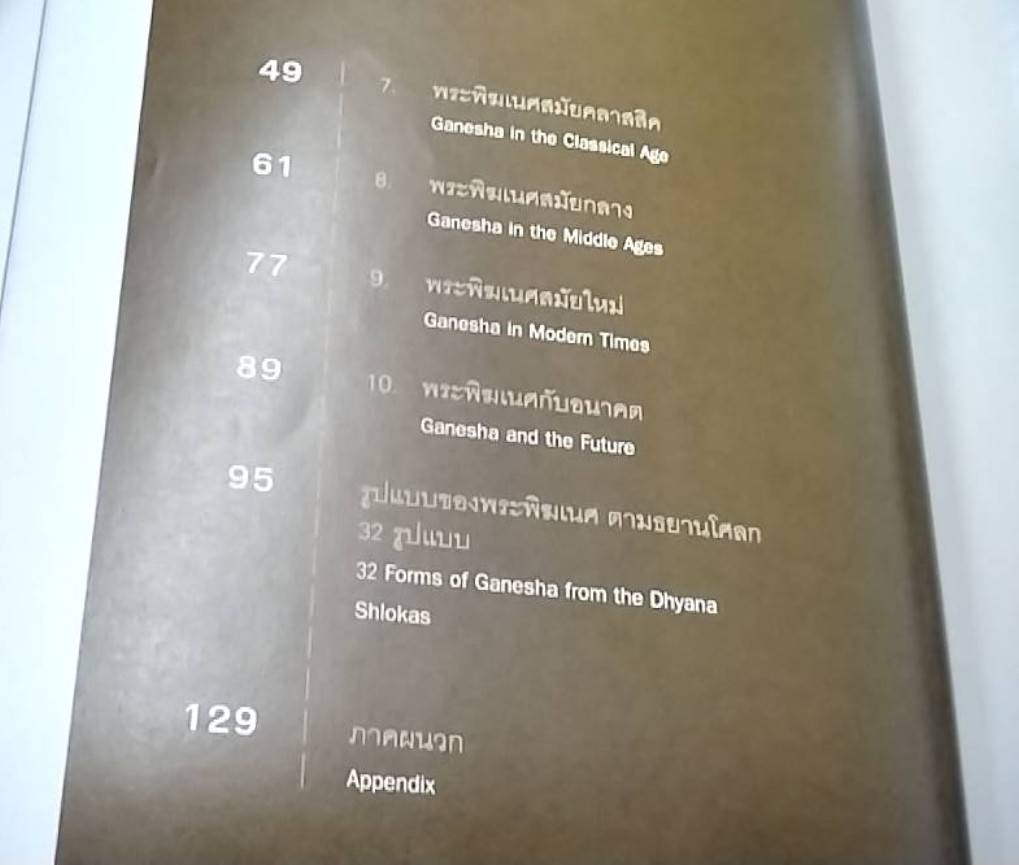 49
7. พระพิฆเนศสมัยคลาสสิค
Ganesha in the Classical Age
61
8. พระพิฆเนศสมัยกลาง
Ganesha in the Middle Ages
77
9. พระพิฆเนศสมัยใหม่
Ganesha in Modern Times
89
10. พระพิฆเนศกับอนาคต
Ganesha and the Future
95
รูปแบบของพระพิฆเนศ ตามธยานโศลก
32 รูปแบบ
32 Forms of Ganesha from the Dhyana
Shlokas
129
ภาคผนวก
Appendix